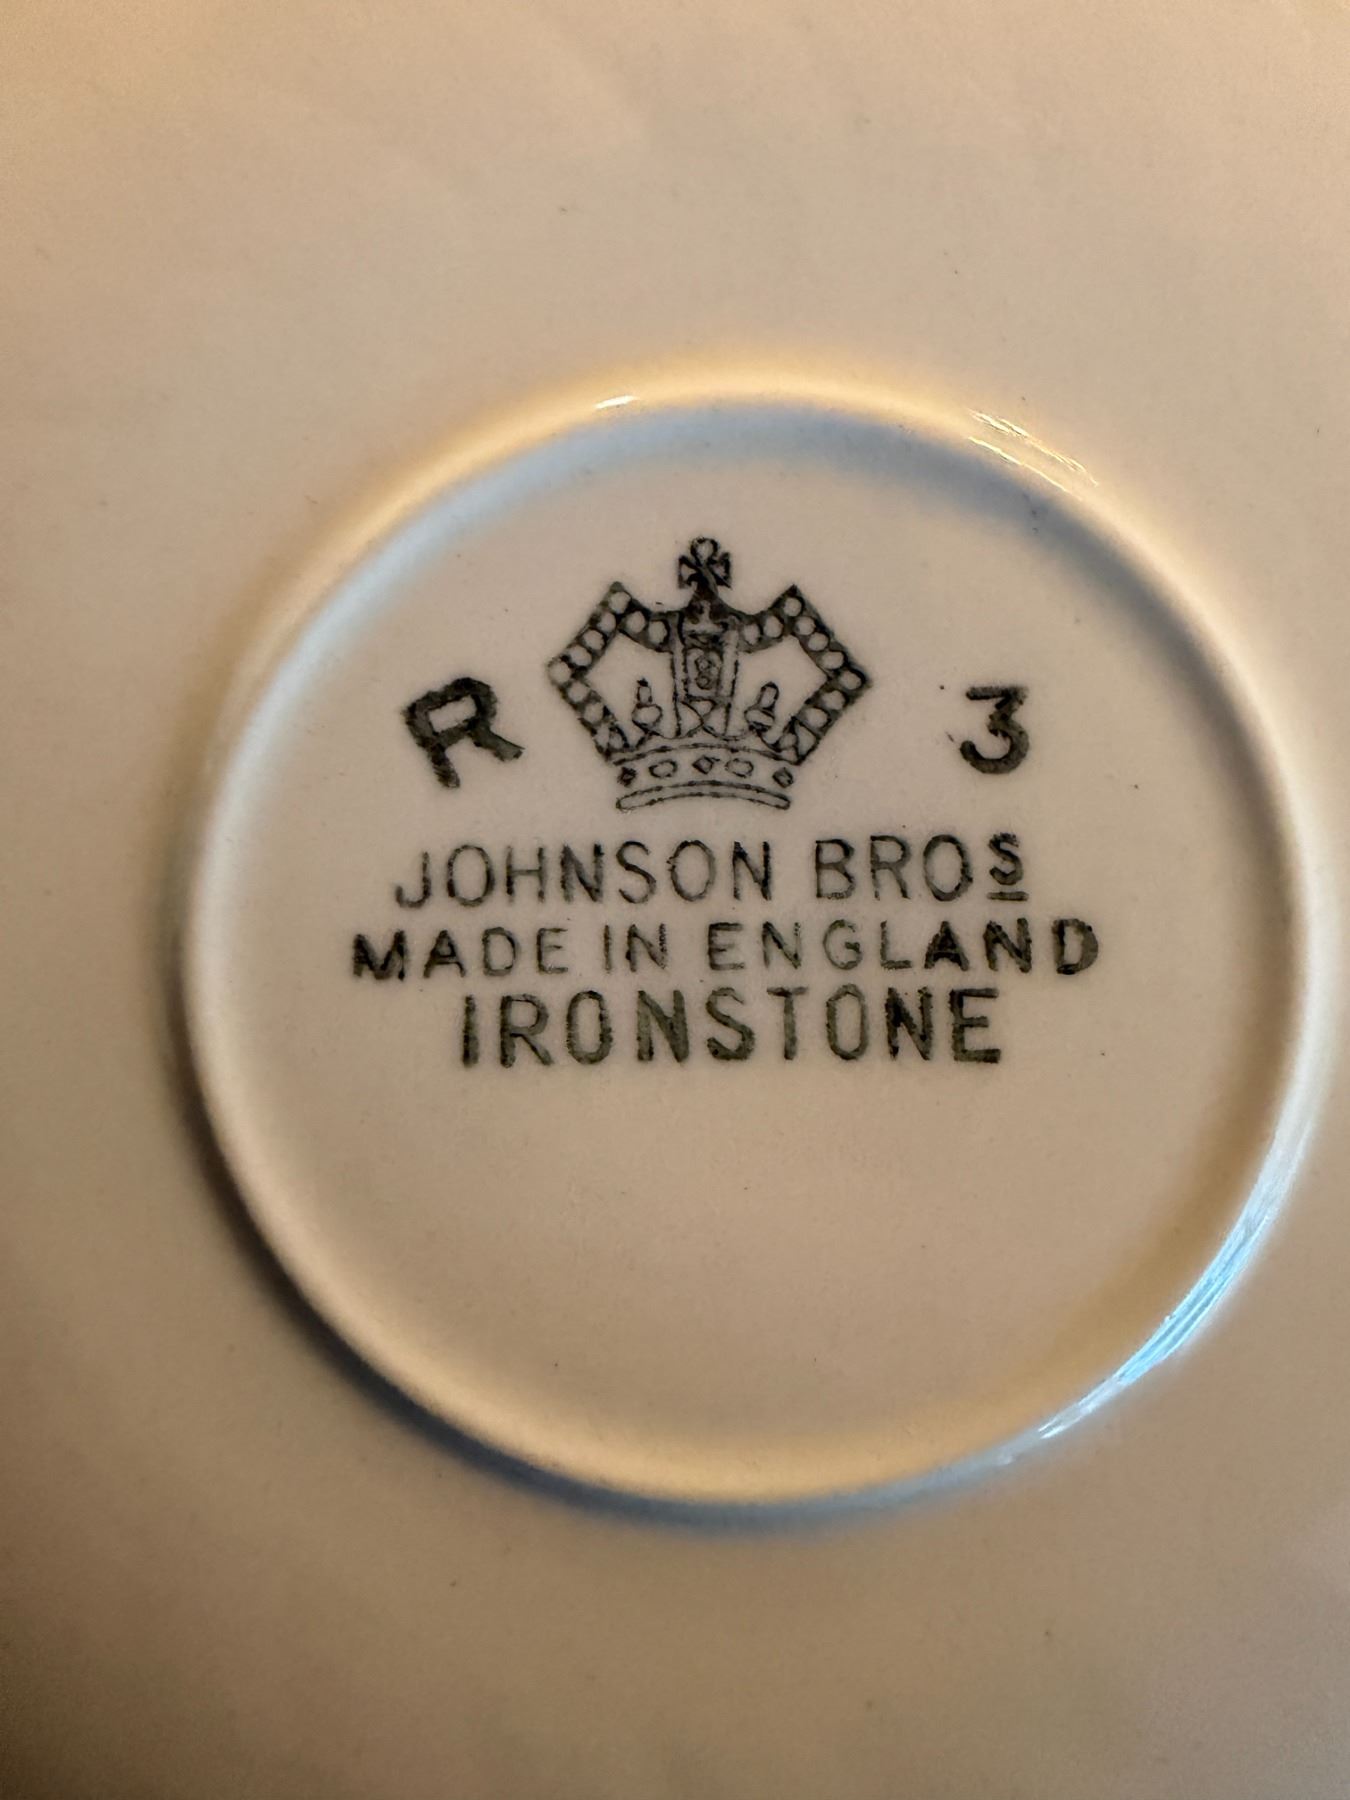 R 3
JOHNSON BROS
MADE IN ENGLAND
IRONSTONE